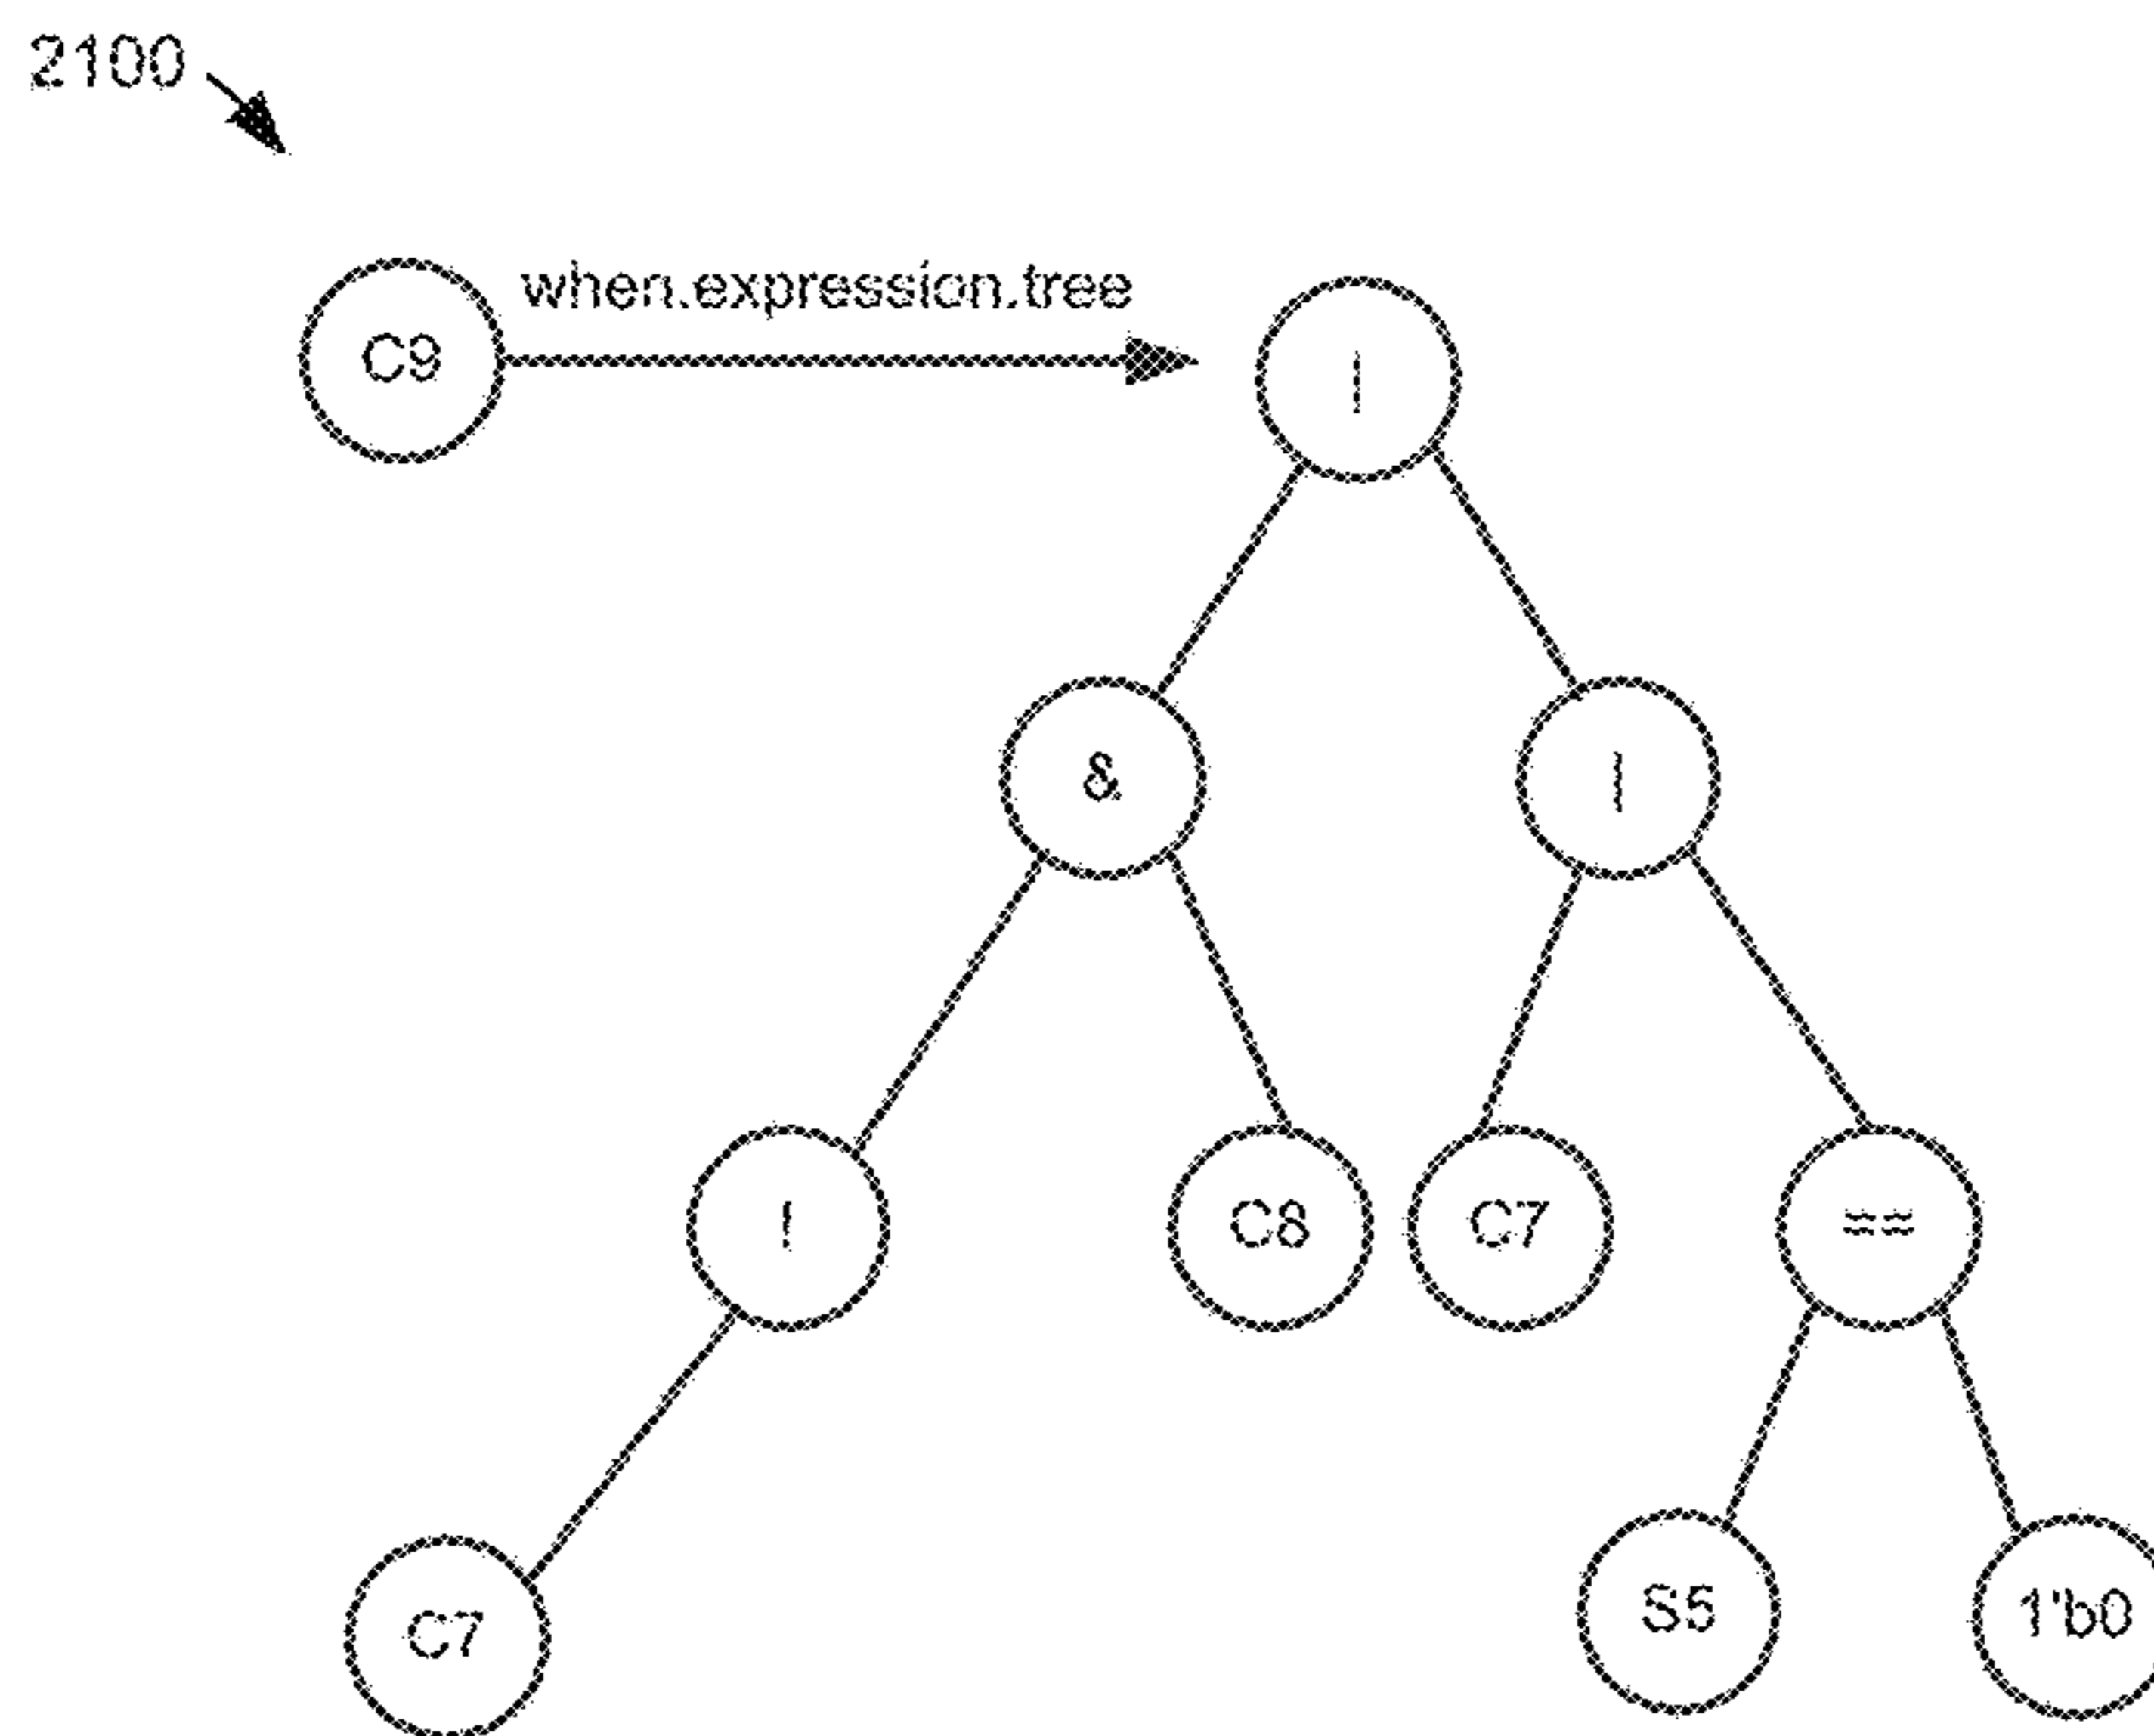 2100
when.expression.tree
C9
|
&
|
!
C8
C7
==
C7
S5
1'b0